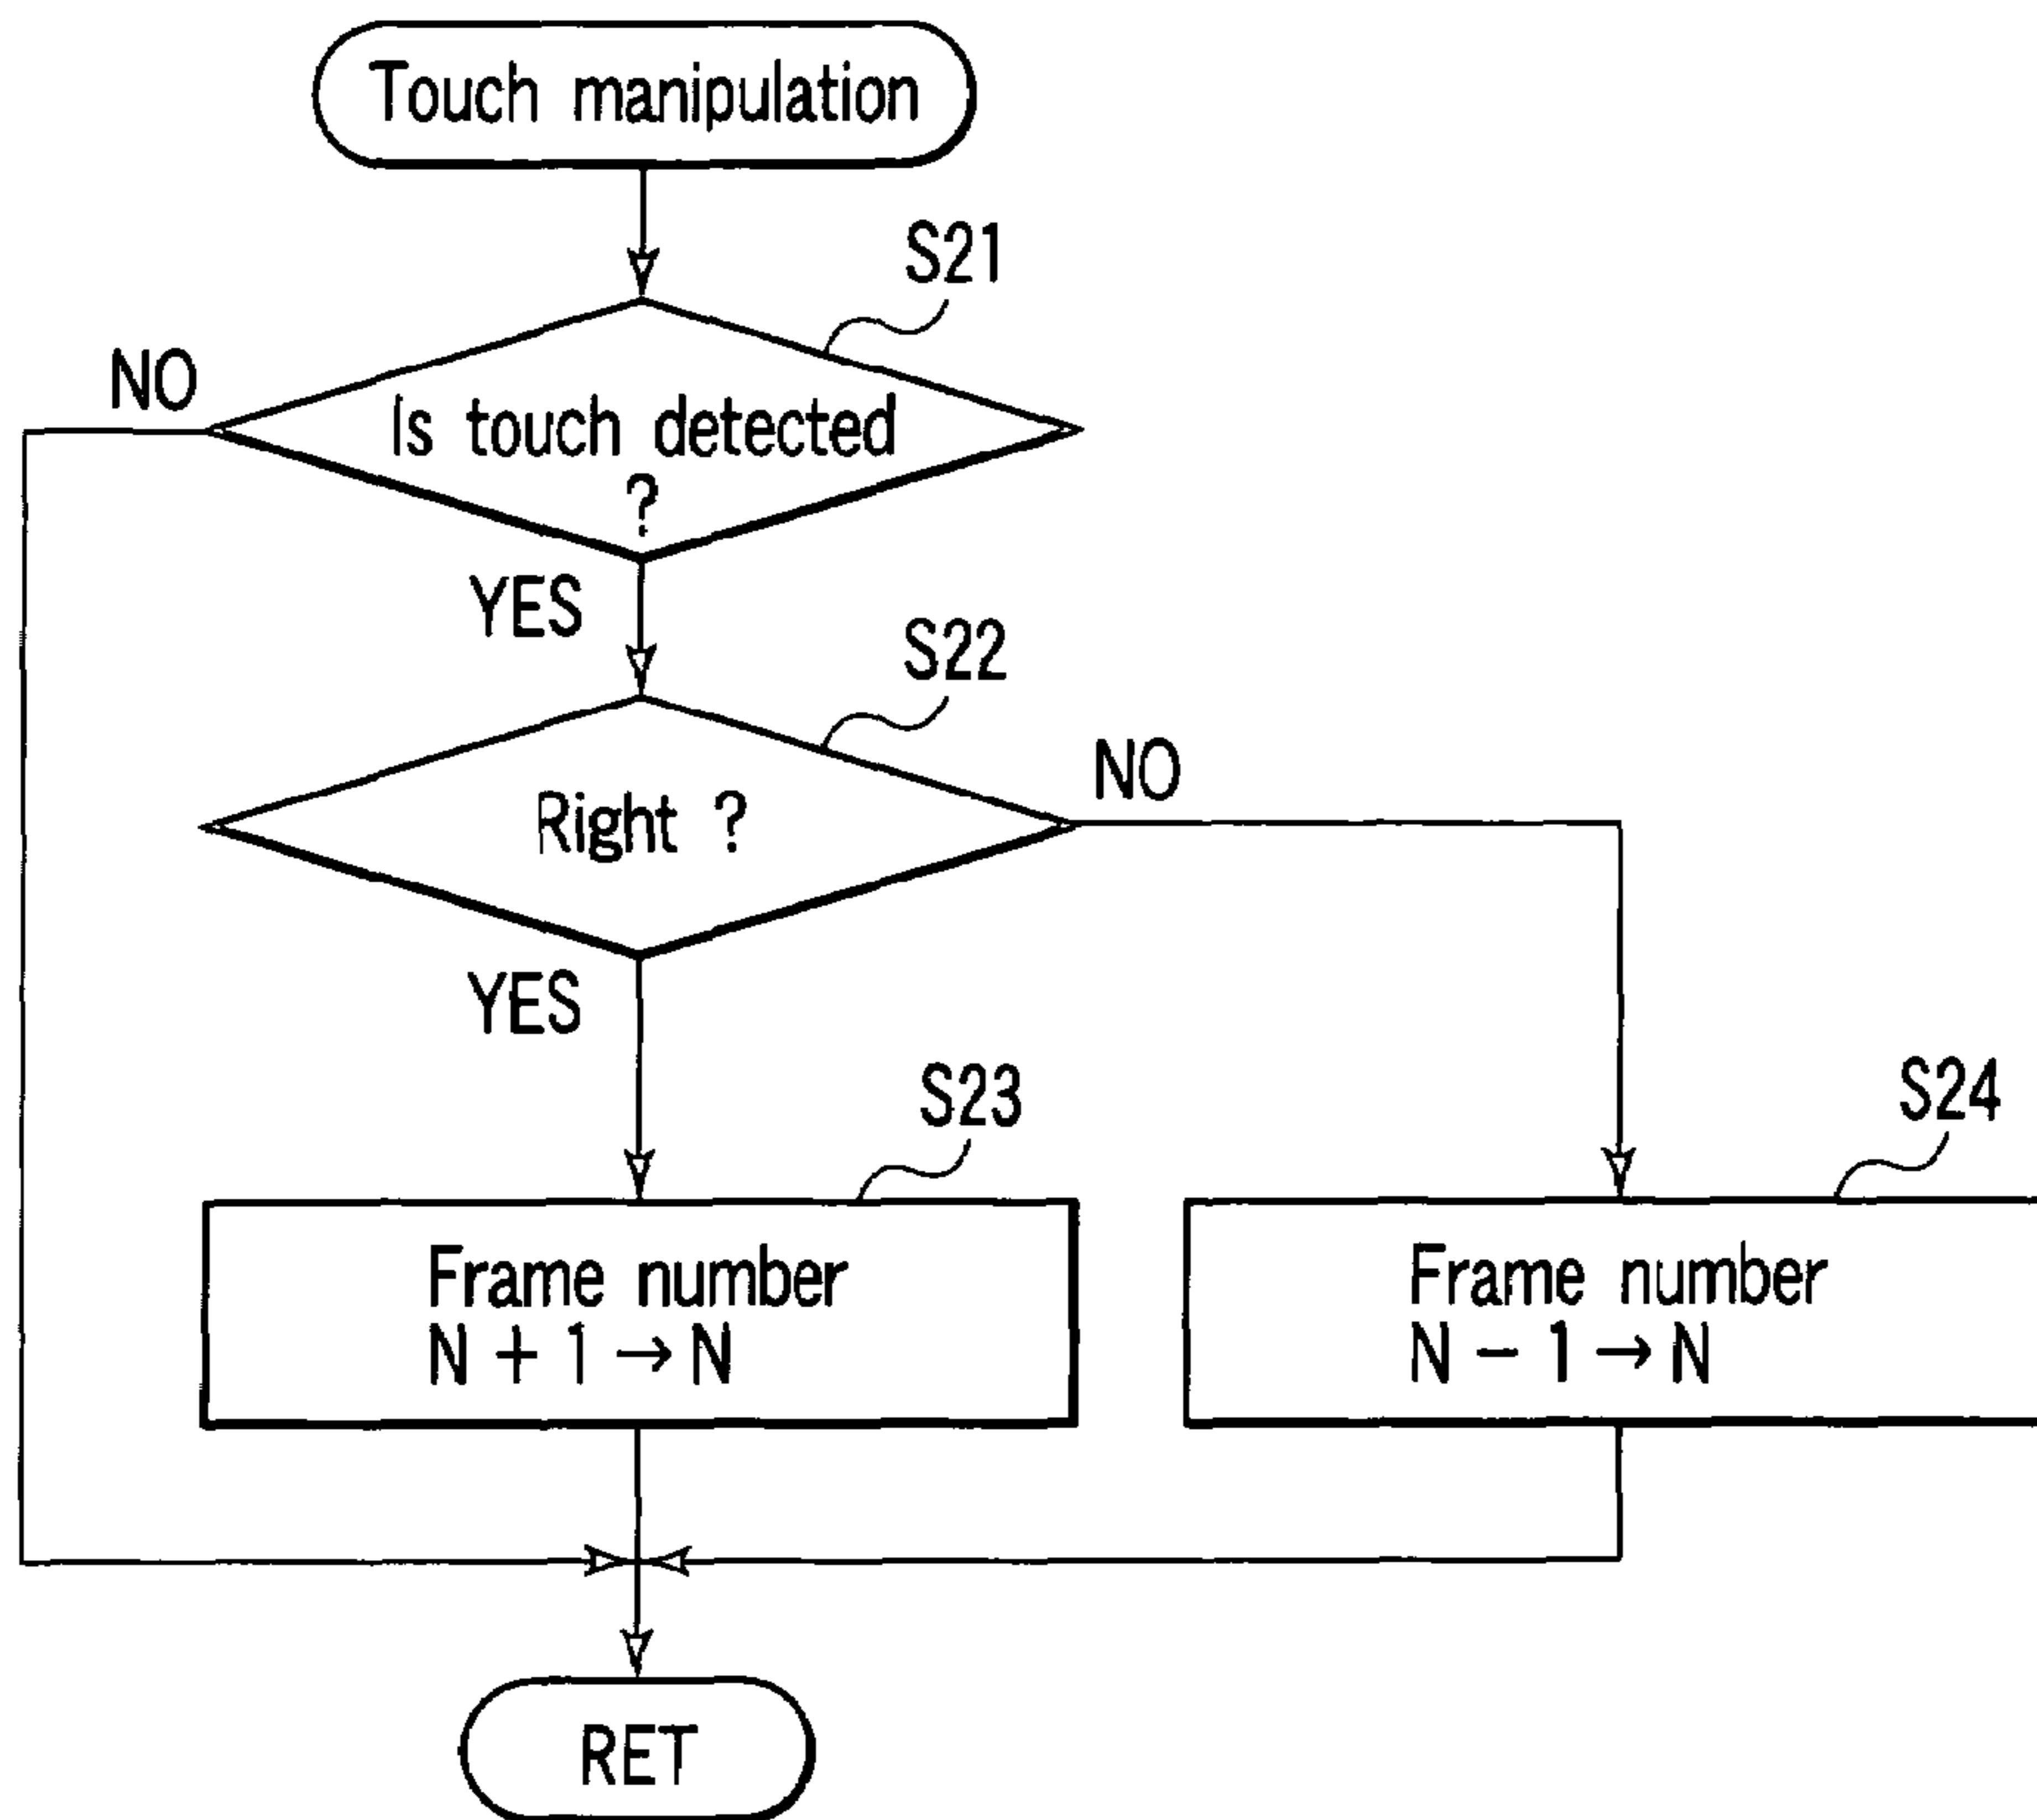 Touch manipulation
S21
NO
Is touch detected
?
YES
S22
NO
Right ?
YES
S23
S24
Frame number
N + 1 → N
Frame number
N - 1 → N
RET